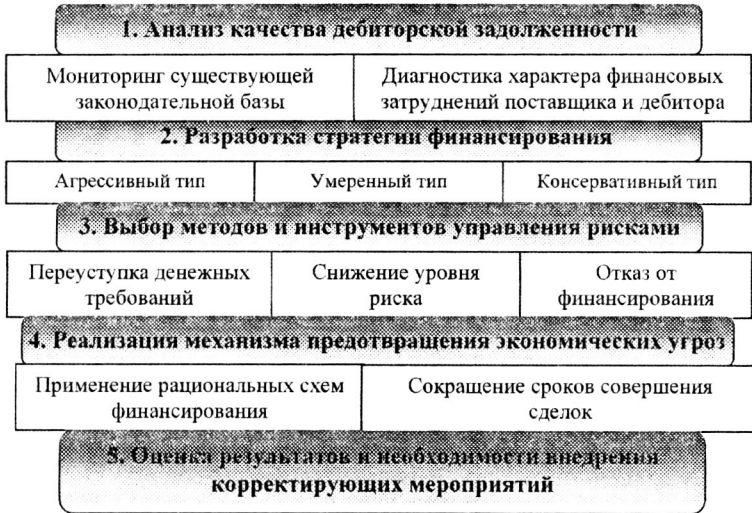 1. Анализ качества дебиторской задолженности
Мониторинг существующей
законодательной базы
Диагностика характера финансовых
затруднений поставщика и дебитора
2. Разработка стратегии финансирования
Агрессивный тип
Умеренный тип
Консервативный тип
3. Выбор методов и инструментов управления рисками
Переуступка денежных
требований
Снижение уровня
риска
Отказ от
финансирования
4. Реализация механизма предотвращения экономических угроз
Применение рациональных схем
финансирования
Сокращение сроков совершения
сделок
5. Оценка результатов и необходимости внедрения
корректирующих мероприятий